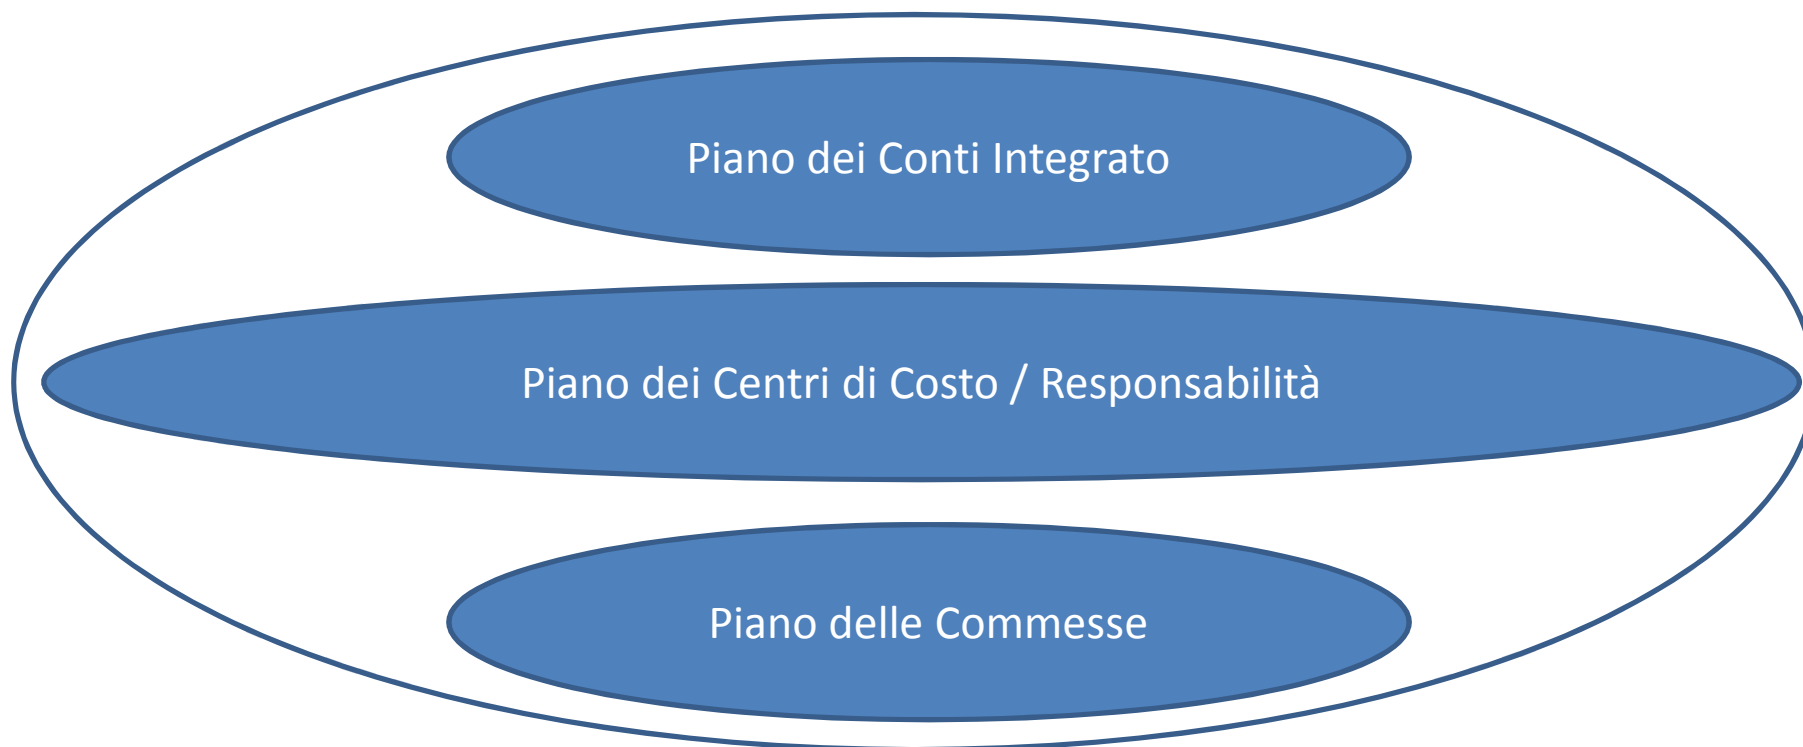 Piano dei Conti Integrato
Piano dei Centri di Costo / Responsabilità
Piano delle Commesse